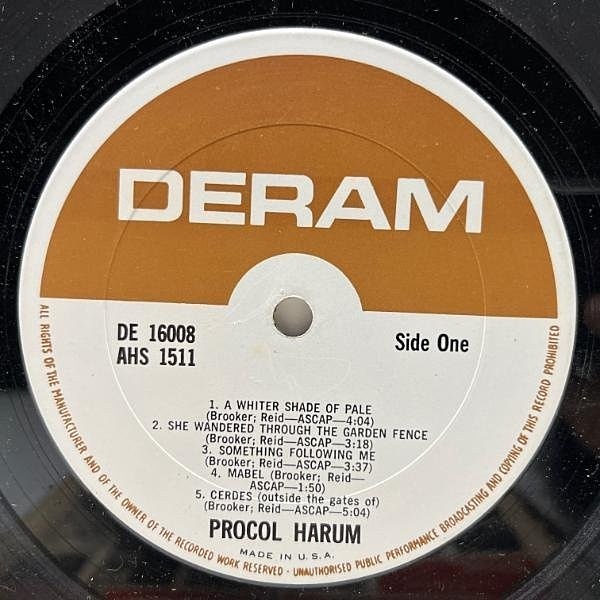 DERAM
DE 16008
AHS 1511
Side One
1. A WHITER SHADE OF PALE
(Brooker; Reid—ASCAP—4:04)
2. SHE WANDERED THROUGH THE GARDEN FENCE
(Brooker; Reid—ASCAP—3:18)
3. SOMETHING FOLLOWING ME
(Brooker; Reid—ASCAP—3:37)
4. MABEL (Brooker; Reid—
ASCAP—1:50)
5. CERDES (outside the gates of)
(Brooker; Reid—ASCAP—5:04)
PROCOL HARUM
MADE IN U.S.A.
ALL RIGHTS OF THE MANUFACTURER AND OF THE OWNER OF THE RECORDED WORK RESERVED · UNAUTHORISED PUBLIC PERFORMANCE BROADCASTING AND COPYING OF THIS RECORD PROHIBITED